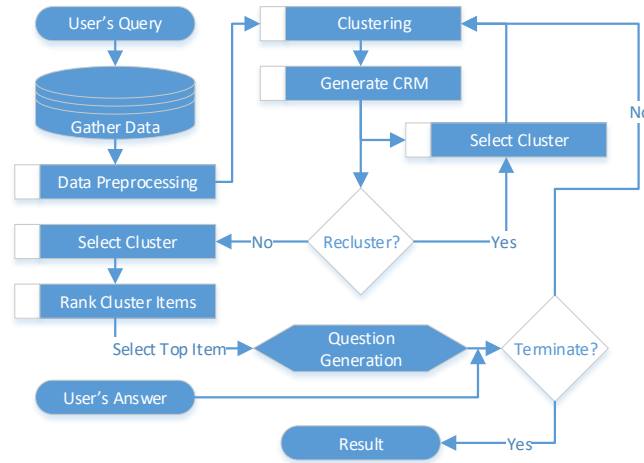 User's Query
Clustering
Gather Data
Generate CRM
No
Data Preprocessing
Select Cluster
Select Cluster
No
Recluster?
Yes
Rank Cluster Items
Select Top Item
Question
Generation
Terminate?
User's Answer
Result
Yes